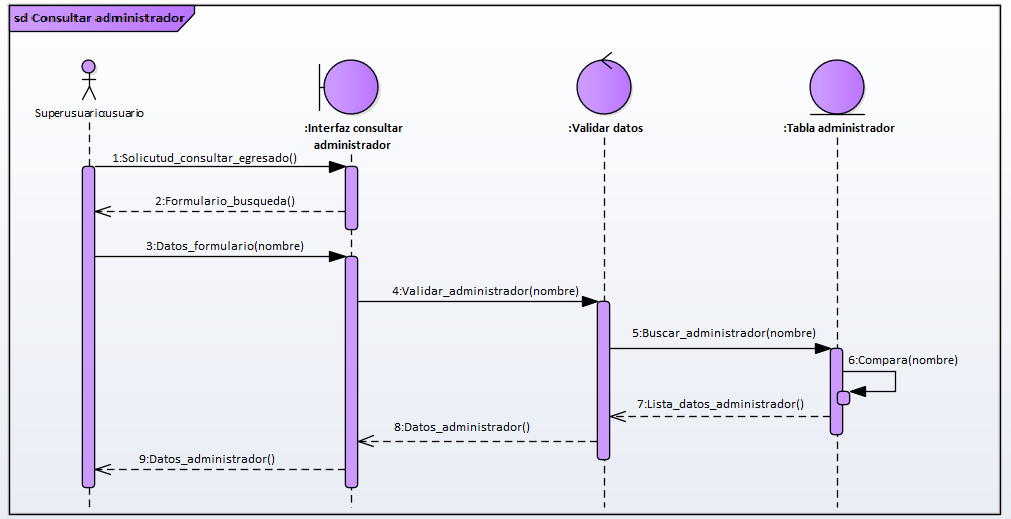 sd Consultar administrador
:Interfaz consultar
administrador
:Validar datos
:Tabla administrador
1:Solicutud_consultar_egresado()
2:Formulario_busqueda()
3:Datos_formulario(nombre)
4:Validar_administrador(nombre)
5:Buscar_administrador(nombre)
6:Compara(nombre)
7:Lista_datos_administrador()
8:Datos_administrador()
9:Datos_administrador()